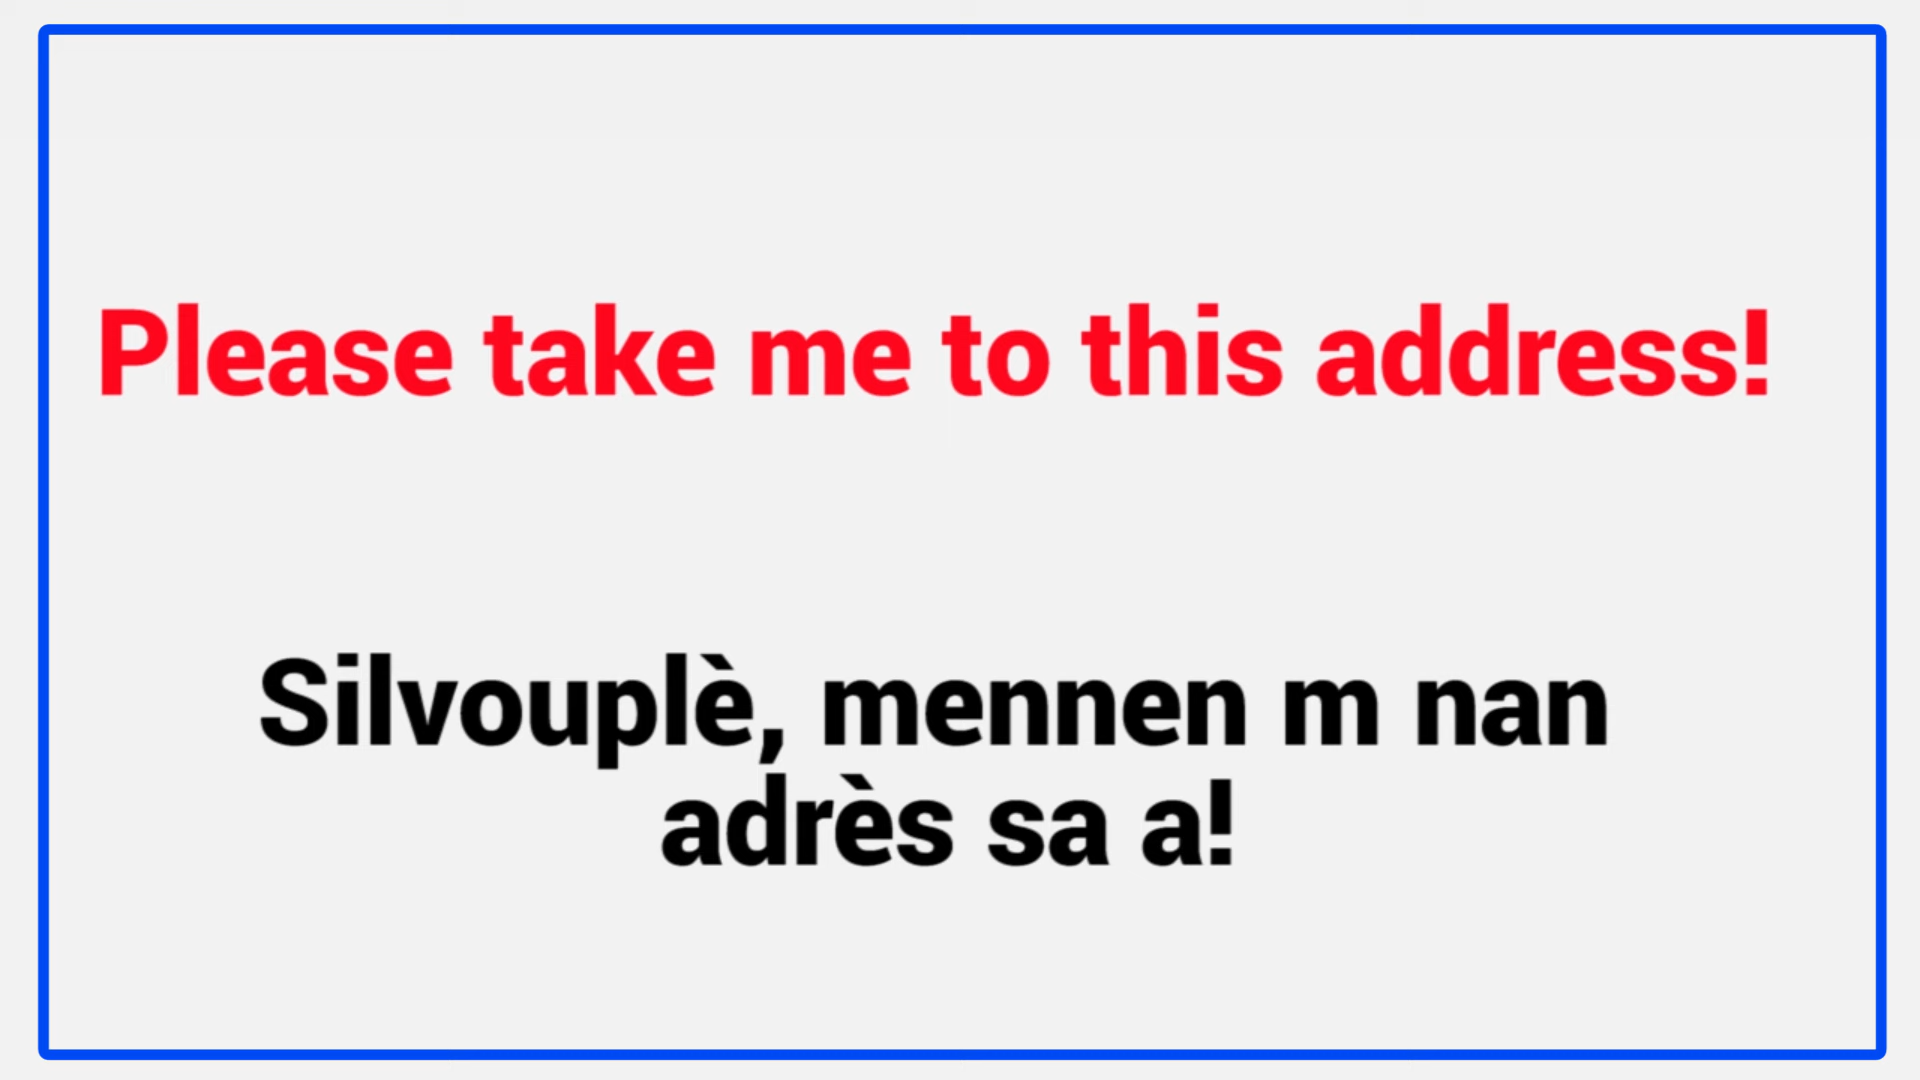 Please take me to this address!
Silvouplè, mennen m nan
adrès sa a!